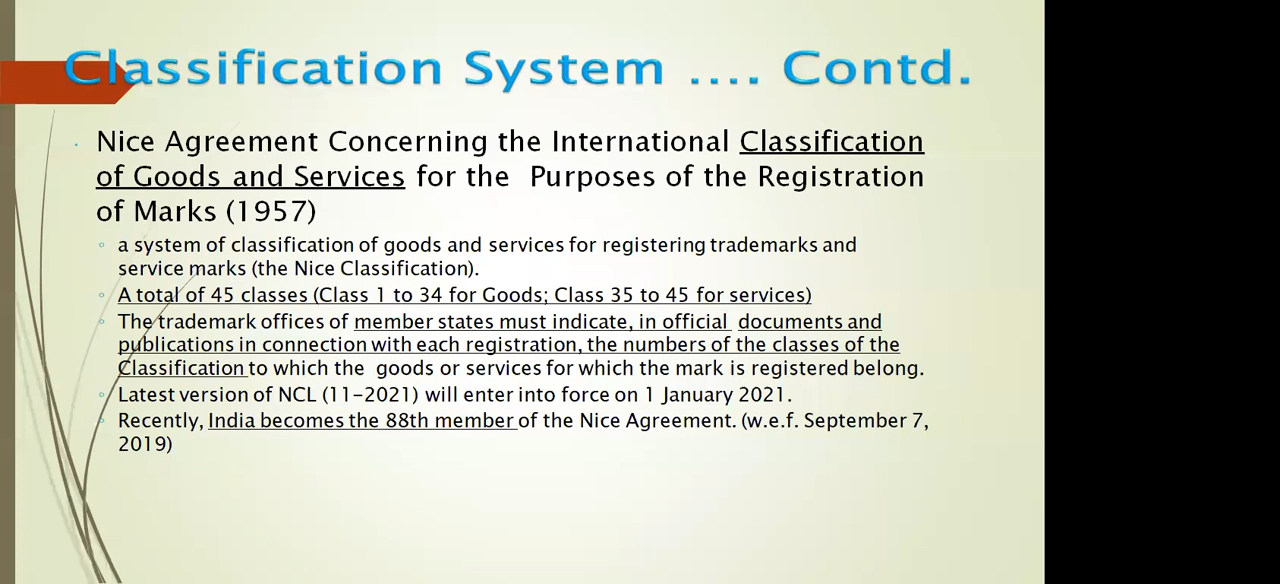 Classification System .... Contd.
Nice Agreement Concerning the International Classification
of Goods and Services for the Purposes of the Registration
of Marks (1957)
a system of classification of goods and services for registering trademarks and
service marks (the Nice Classification).
A total of 45 classes (Class 1 to 34 for Goods; Class 35 to 45 for services)
The trademark offices of member states must indicate, in official documents and
publications in connection with each registration, the numbers of the classes of the
Classification to which the goods or services for which the mark is registered belong.
Latest version of NCL (11-2021) will enter into force on 1 January 2021.
Recently, India becomes the 88th member of the Nice Agreement. (w.e.f. September 7,
2019)